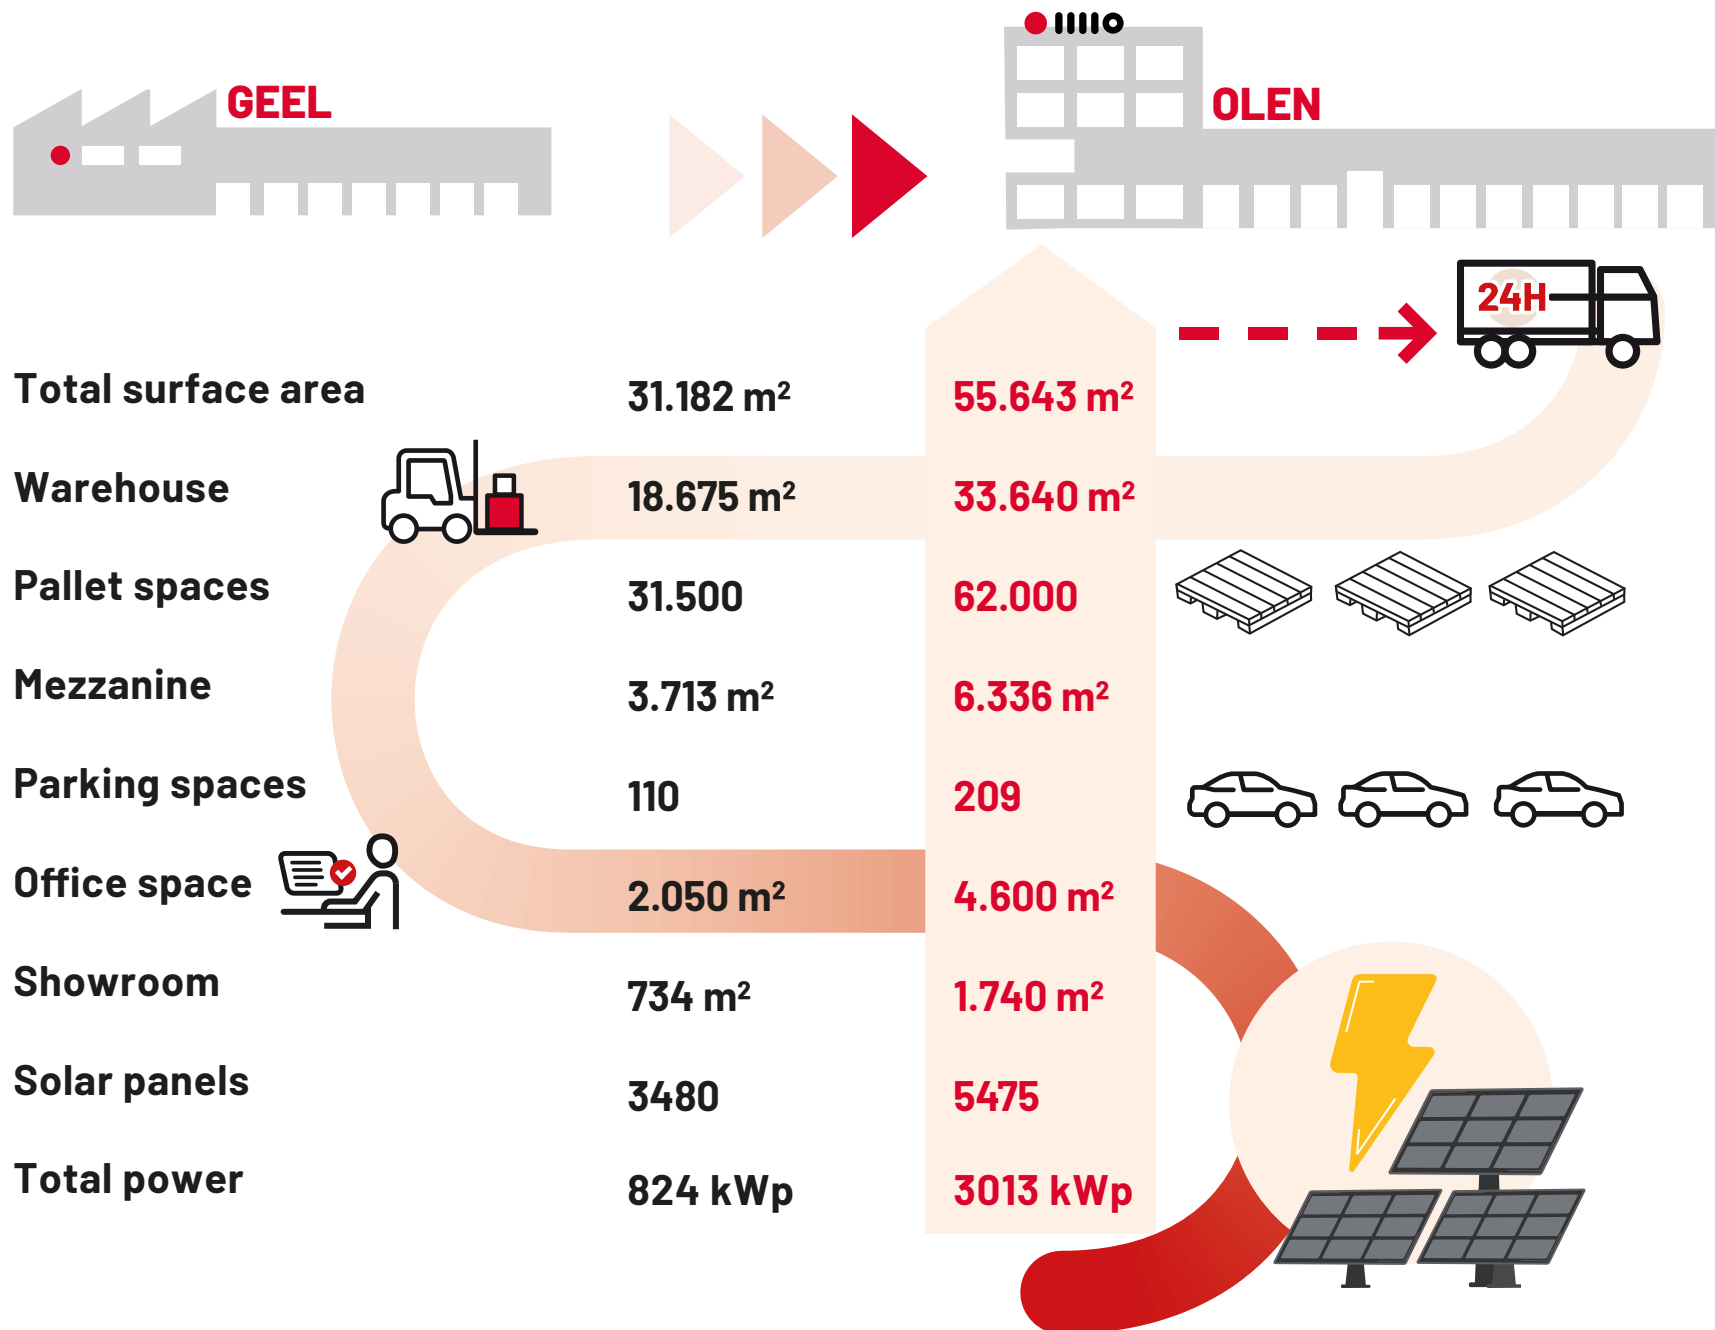 GEEL
OLEN
24H
Total surface area 31.182 m² 55.643 m²
Warehouse 18.675 m² 33.640 m²
Pallet spaces 31.500 62.000
Mezzanine 3.713 m² 6.336 m²
Parking spaces 110 209
Office space 2.050 m² 4.600 m²
Showroom 734 m² 1.740 m²
Solar panels 3480 5475
Total power 824 kWp 3013 kWp